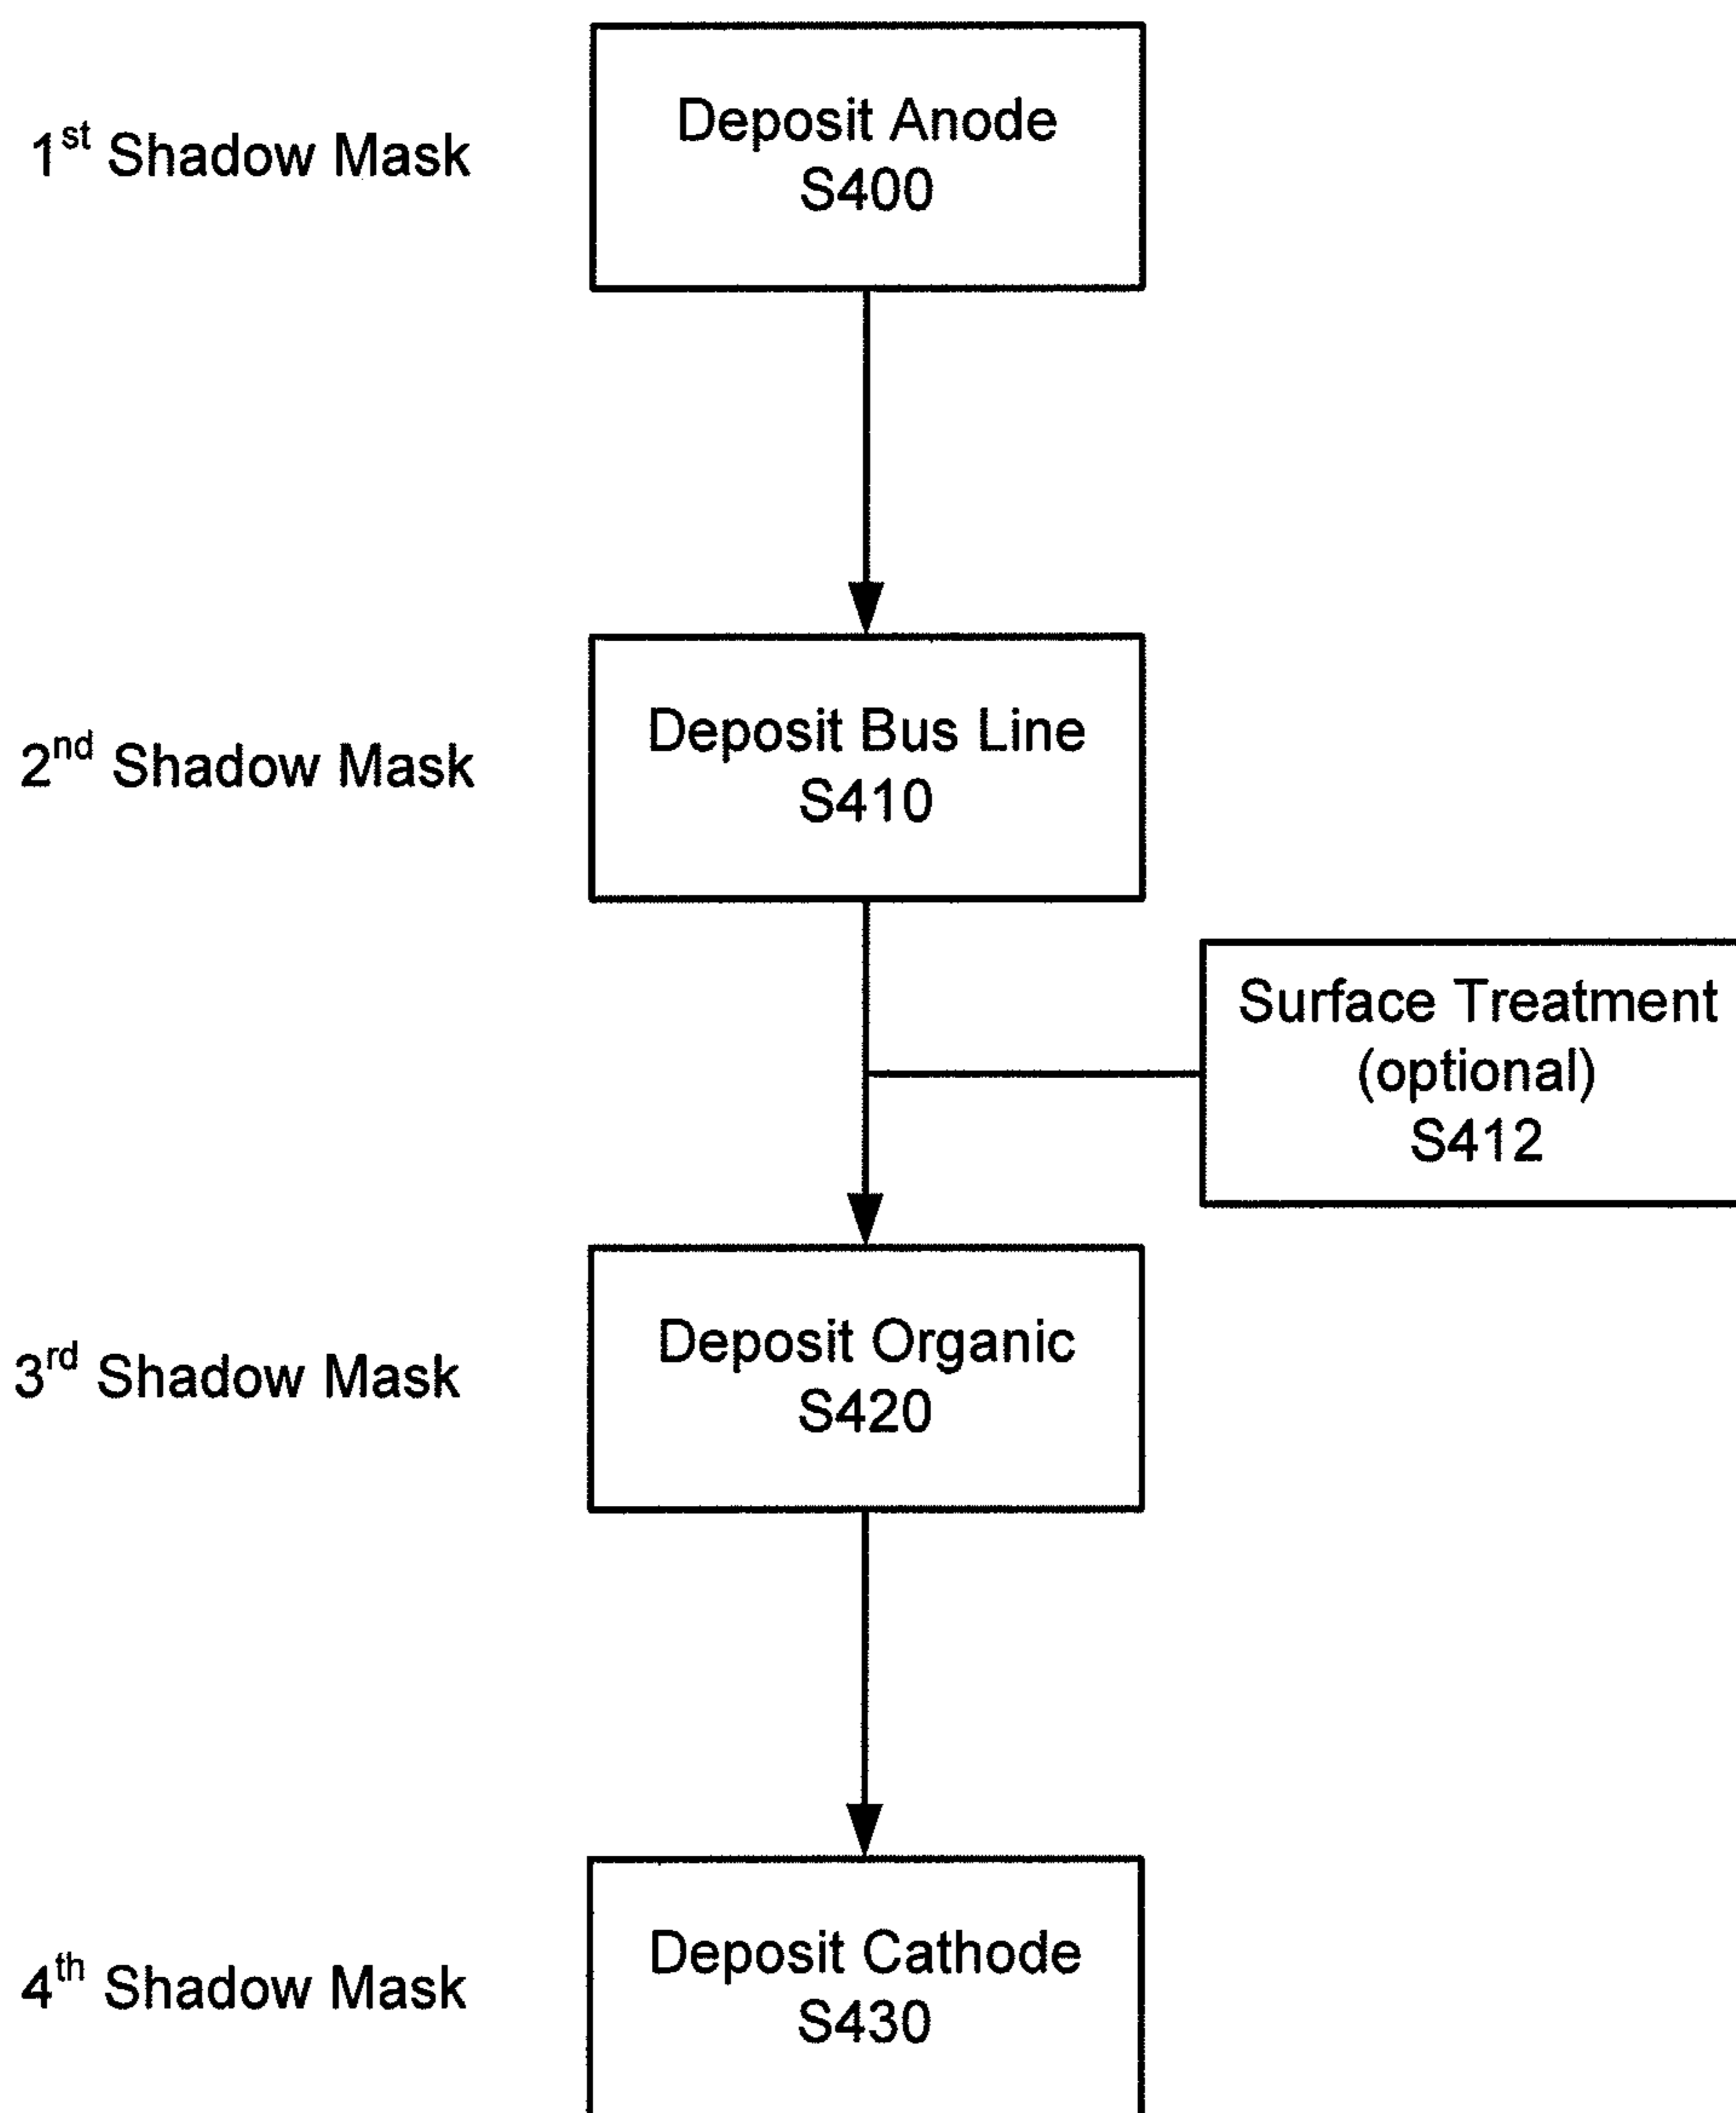 1st Shadow Mask
Deposit Anode
S400
2nd Shadow Mask
Deposit Bus Line
S410
Surface Treatment
(optional)
S412
3rd Shadow Mask
Deposit Organic
S420
4th Shadow Mask
Deposit Cathode
S430